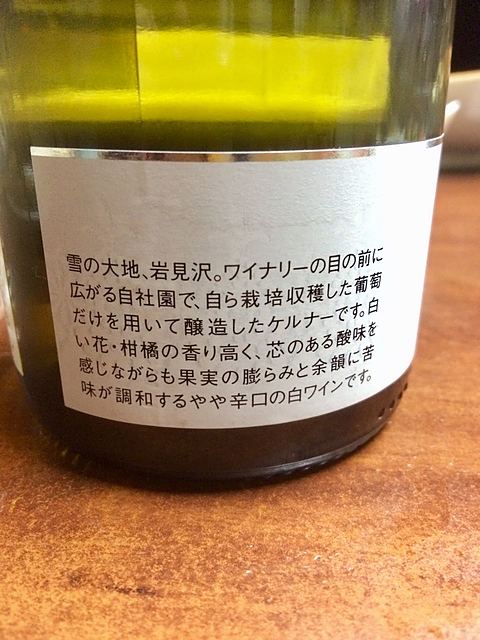 雪の大地、岩見沢。ワイナリーの目の前に
広がる自社園で、自ら栽培収穫した葡萄
だけを用いて醸造したケルナーです。白
い花・柑橘の香り高く、芯のある酸味を
感じながらも果実の膨らみと余韻に苦
味が調和するやや辛口の白ワインです。